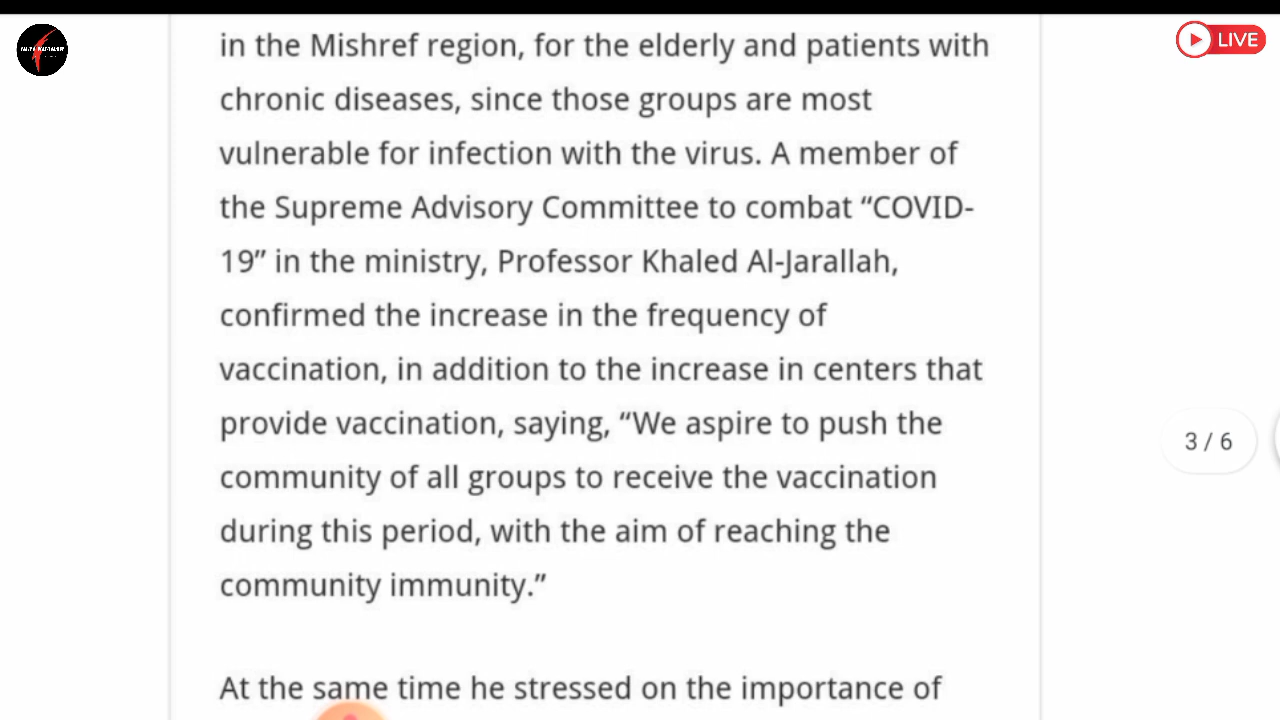 LIVE
in the Mishref region, for the elderly and patients with
chronic diseases, since those groups are most
vulnerable for infection with the virus. A member of
the Supreme Advisory Committee to combat “COVID-
19” in the ministry, Professor Khaled Al-Jarallah,
confirmed the increase in the frequency of
vaccination, in addition to the increase in centers that
provide vaccination, saying, “We aspire to push the
community of all groups to receive the vaccination
during this period, with the aim of reaching the
community immunity.”
3 / 6
At the same time he stressed on the importance of